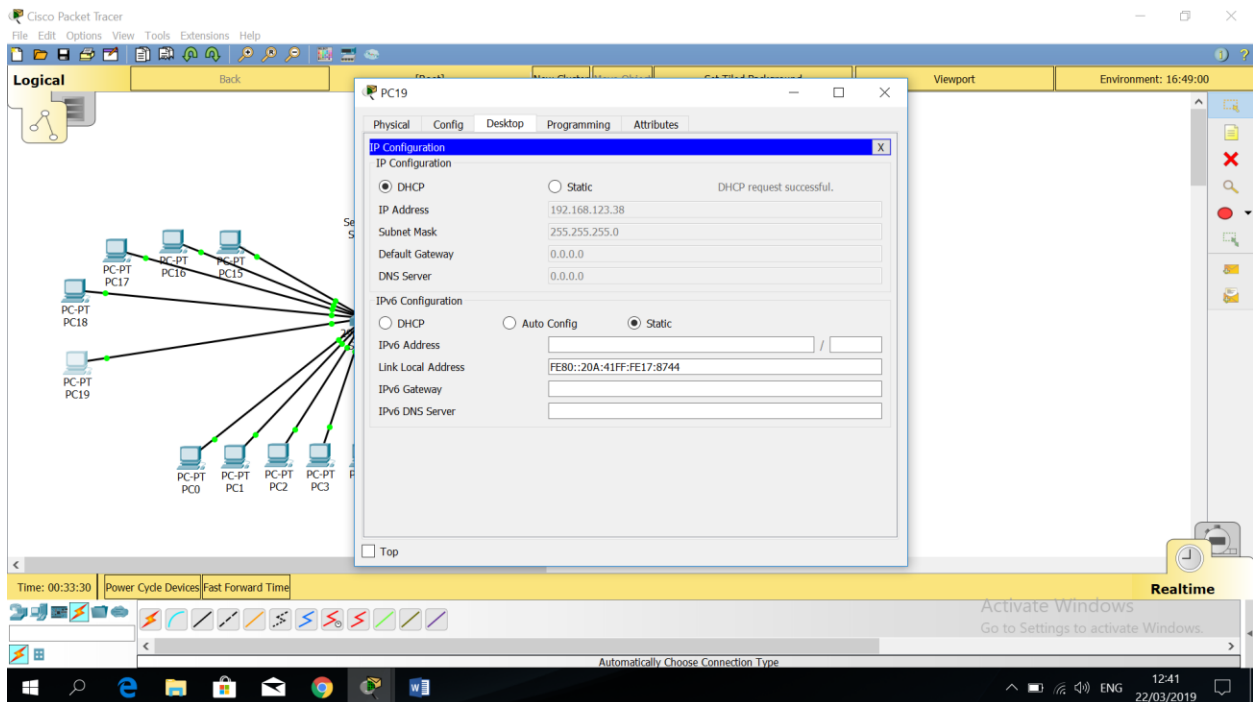 Cisco Packet Tracer
File Edit Options View Tools Extensions Help
Logical Back New Cluster Viewport Environment: 16:49:00
PC19
Physical Config Desktop Programming Attributes
IP Configuration X
IP Configuration
DHCP Static DHCP request successful.
IP Address 192.168.123.38
Subnet Mask 255.255.255.0
Default Gateway 0.0.0.0
DNS Server 0.0.0.0
IPv6 Configuration
DHCP Auto Config Static
IPv6 Address /
Link Local Address FE80::20A:41FF:FE17:8744
IPv6 Gateway
IPv6 DNS Server
Top
PC-PT
PC17
PC-PT
PC16
PC-PT
PC15
PC-PT
PC18
PC-PT
PC19
PC-PT
PC0
PC-PT
PC1
PC-PT
PC2
PC-PT
PC3
Time: 00:33:30 Power Cycle Devices Fast Forward Time Realtime
Automatically Choose Connection Type
Activate Windows
Go to Settings to activate Windows.
ENG 12:41
22/03/2019